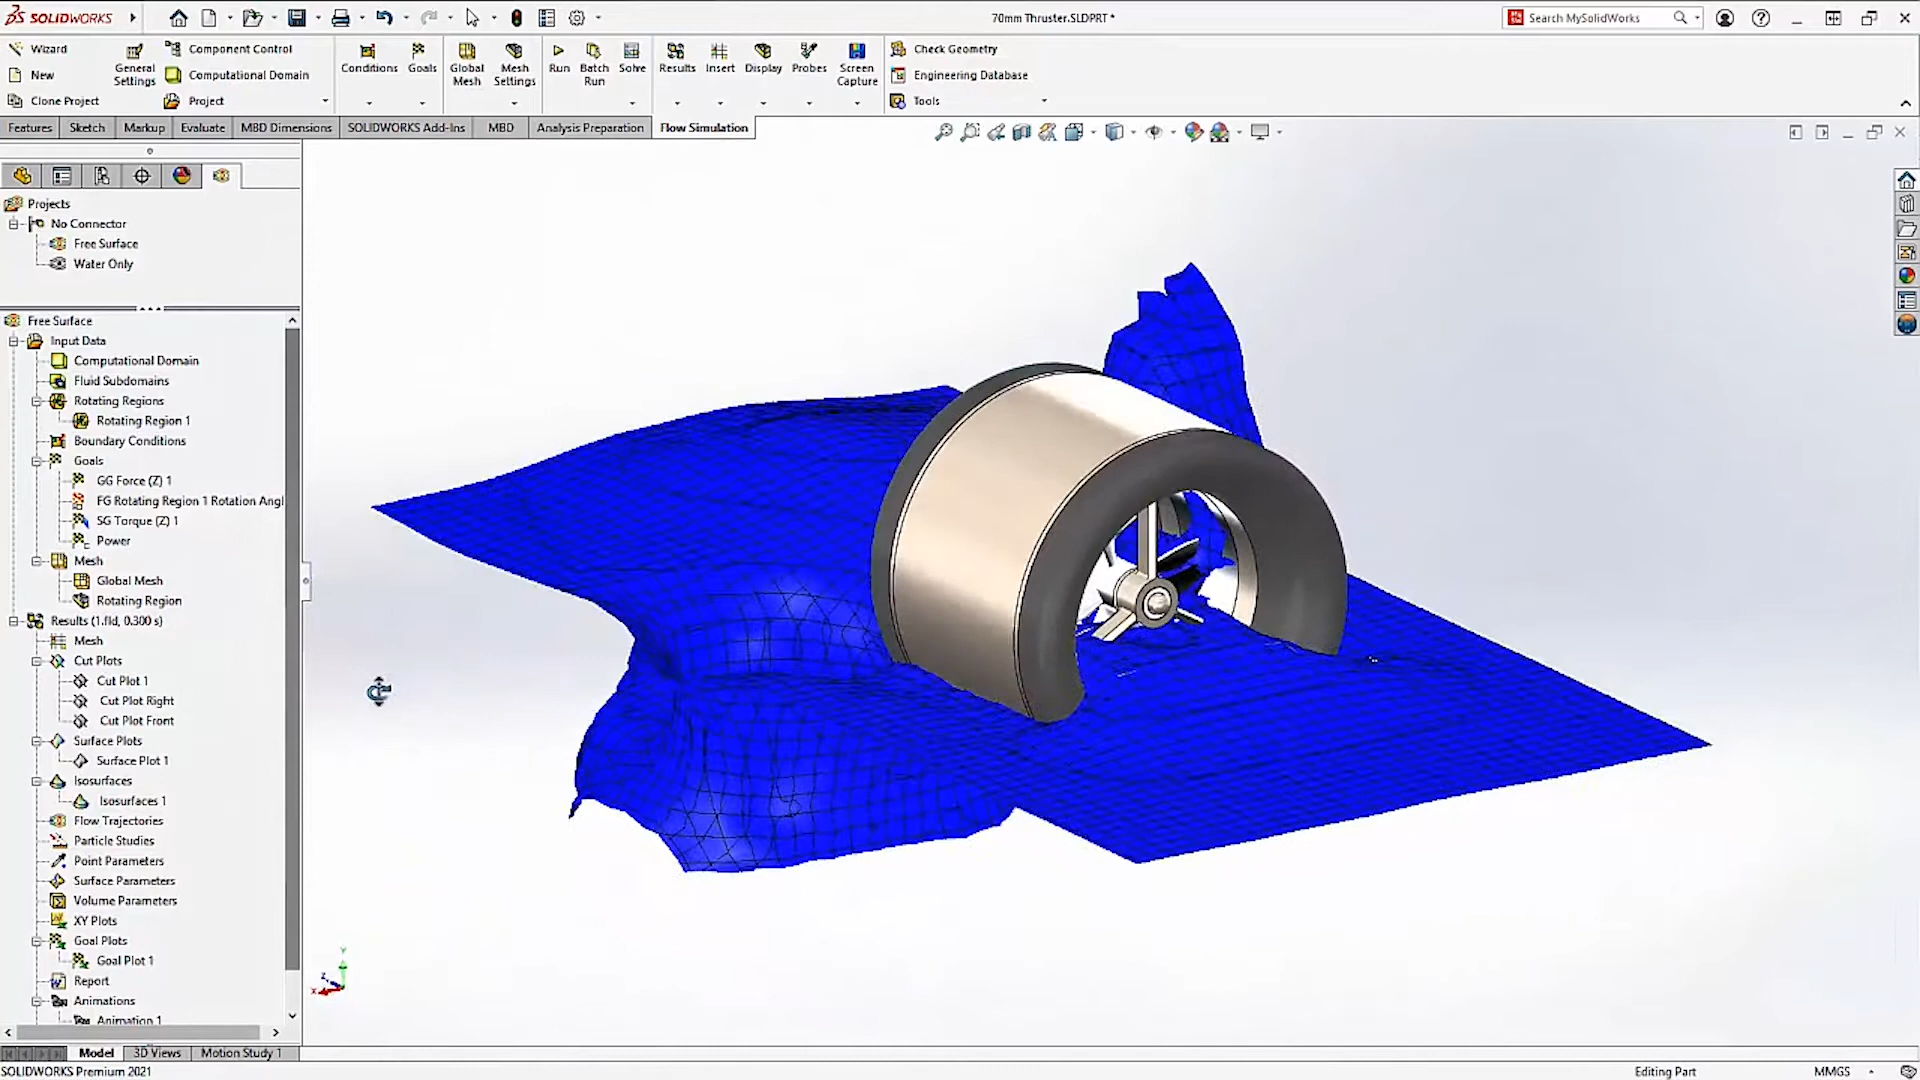 SOLIDWORKS
70mm Thruster.SLDPRT *
Search MySolidWorks
Wizard
New
Clone Project
General Settings
Component Control
Computational Domain
Project
Conditions
Goals
Global Mesh
Mesh Settings
Run
Batch Run
Solve
Results
Insert
Display
Probes
Screen Capture
Check Geometry
Engineering Database
Tools
Features
Sketch
Markup
Evaluate
MBD Dimensions
SOLIDWORKS Add-Ins
MBD
Analysis Preparation
Flow Simulation
Projects
No Connector
Free Surface
Water Only
Free Surface
Input Data
Computational Domain
Fluid Subdomains
Rotating Regions
Rotating Region 1
Boundary Conditions
Goals
GG Force (Z) 1
FG Rotating Region 1 Rotation Angl
SG Torque (Z) 1
Power
Mesh
Global Mesh
Rotating Region
Results (1.fld, 0.300 s)
Mesh
Cut Plots
Cut Plot 1
Cut Plot Right
Cut Plot Front
Surface Plots
Surface Plot 1
Isosurfaces
Isosurfaces 1
Flow Trajectories
Particle Studies
Point Parameters
Surface Parameters
Volume Parameters
XY Plots
Goal Plots
Goal Plot 1
Report
Animations
Animation 1
Y
Z
X
Model
3D Views
Motion Study 1
SOLIDWORKS Premium 2021
Editing Part
MMGS